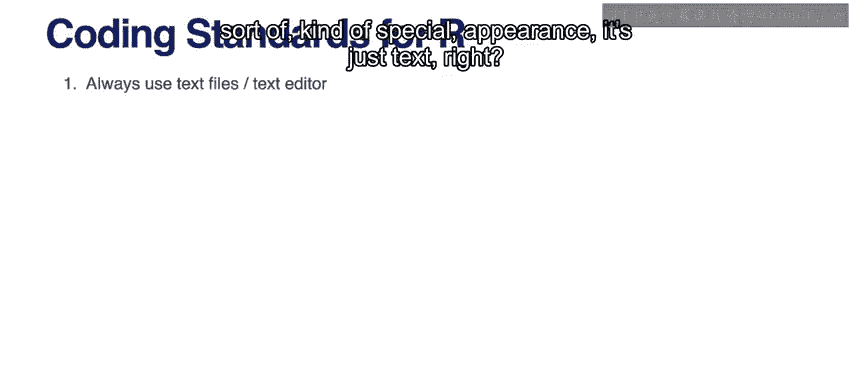 Coding Standards for R
sort of, kind of special, appearance, it's
just text, right?
1. Always use text files / text editor